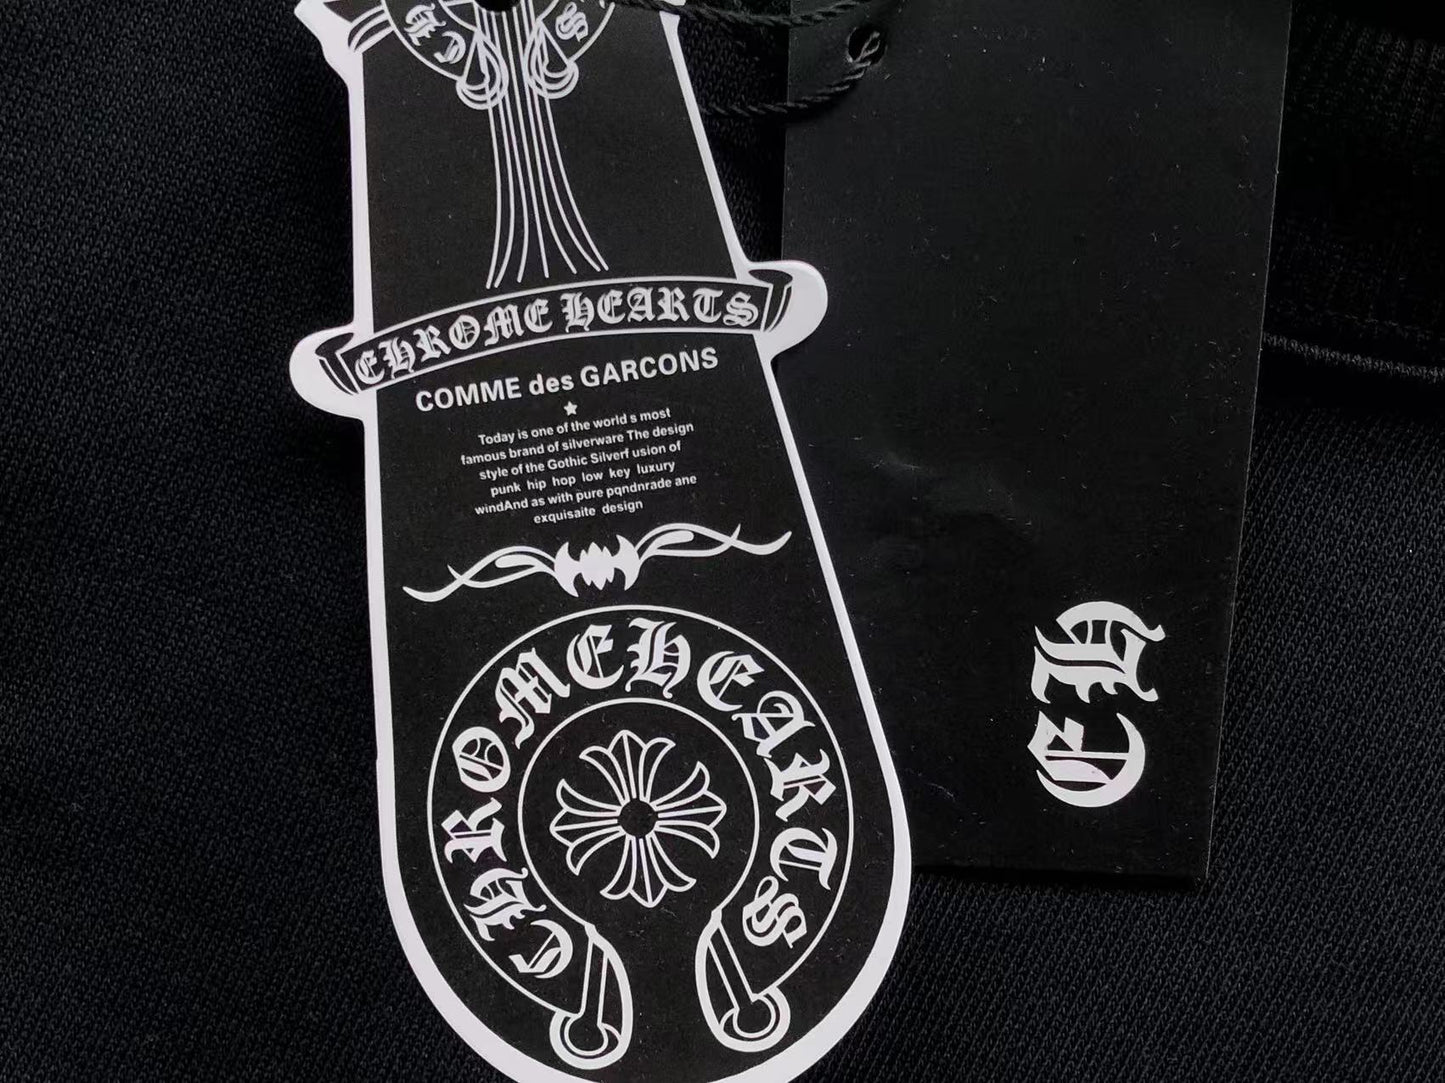 CH
S
EHROME HEARTS
COMME des GARCONS
Today is one of the world s most
famous brand of silverware The design
style of the Gothic Silverf usion of
punk hip hop low key luxury
windAnd as with pure pqndnrade ane
exquisaite design
CHROMEHEARTS
CH